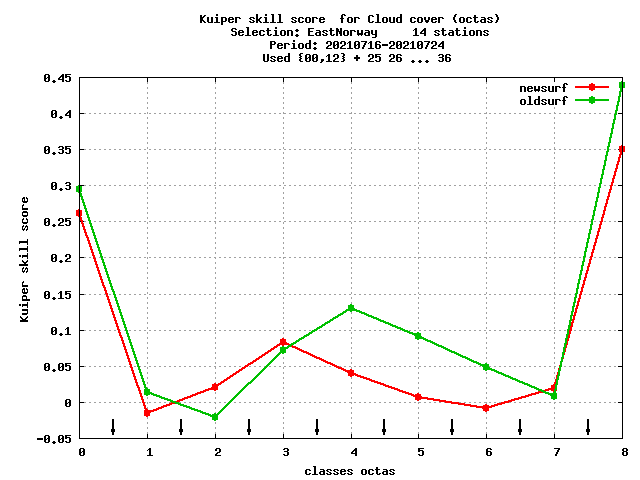 Kuiper skill score  for Cloud cover (octas)
Selection: EastNorway     14 stations
Period: 20210716-20210724
Used {00,12} + 25 26 ... 36
newsurf
oldsurf
0.45
0.4
0.35
0.3
0.25
0.2
0.15
0.1
0.05
0
-0.05
Kuiper skill score
0 1 2 3 4 5 6 7 8
classes octas